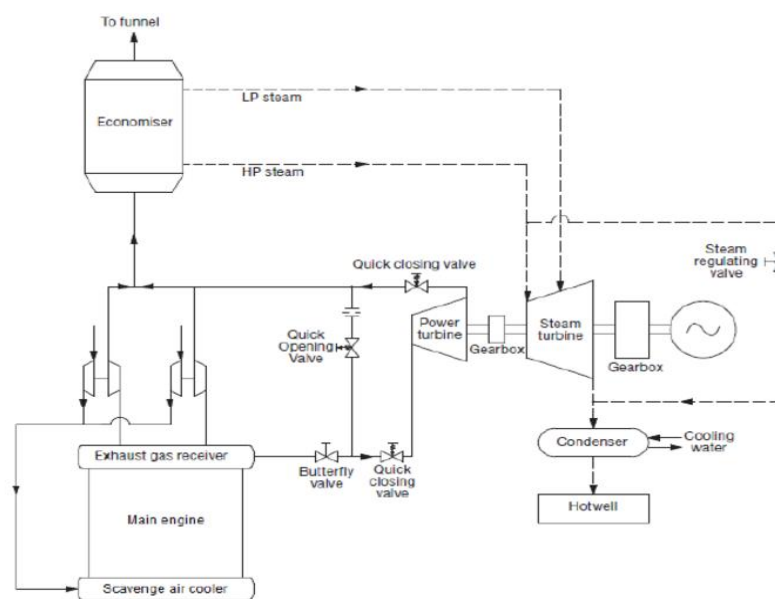 To funnel
LP steam
Economiser
HP steam
Steam
regulating
valve
Quick closing valve
Power
turbine
Steam
turbine
Quick
Opening
Valve
Gearbox
Gearbox
Exhaust gas receiver
Butterfly
valve
Quick
closing
valve
Condenser
Cooling
water
Main engine
Hotwell
Scavenge air cooler